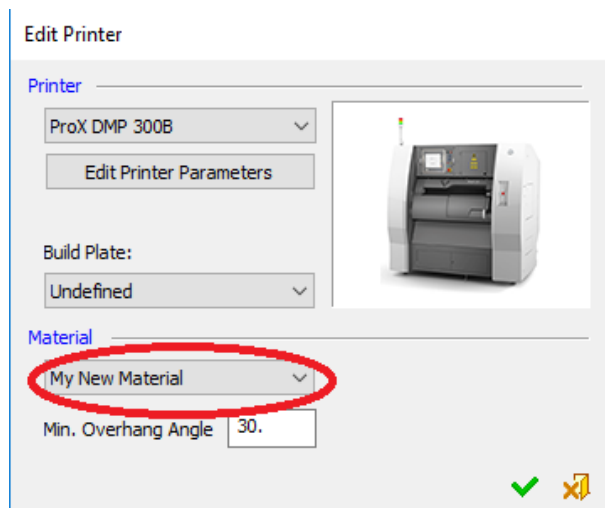 Edit Printer
Printer
ProX DMP 300B
Edit Printer Parameters
Build Plate:
Undefined
Material
My New Material
Min. Overhang Angle 30.